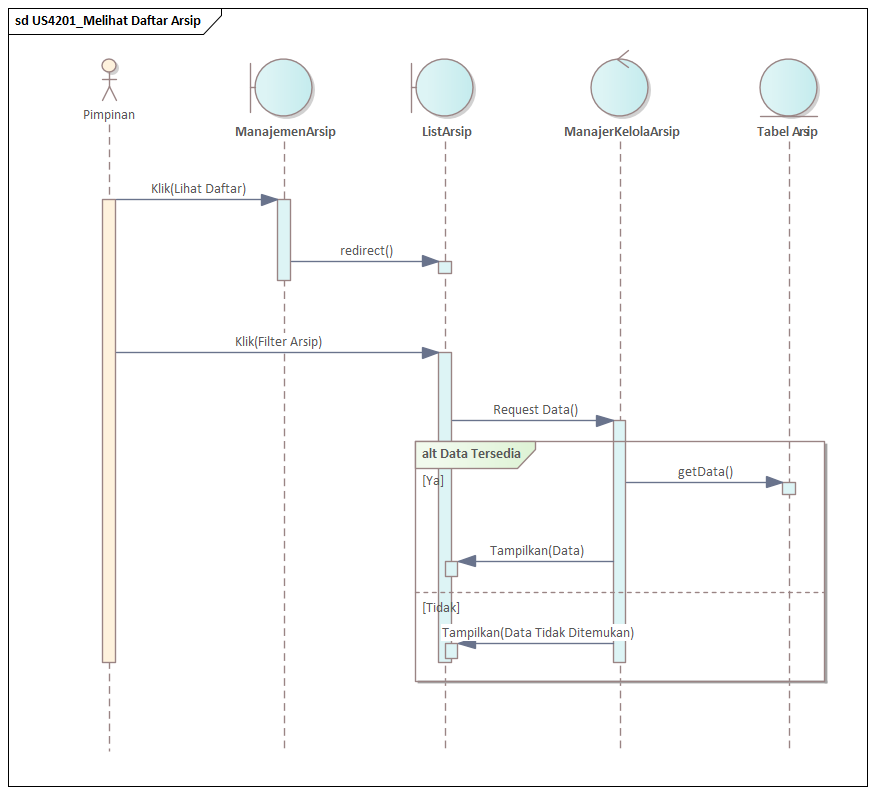 sd US4201_Melihat Daftar Arsip
Pimpinan
ManajemenArsip
ListArsip
ManajerKelolaArsip
Tabel Arsip
Klik(Lihat Daftar)
redirect()
Klik(Filter Arsip)
Request Data()
alt Data Tersedia
[Ya]
getData()
Tampilkan(Data)
[Tidak]
Tampilkan(Data Tidak Ditemukan)